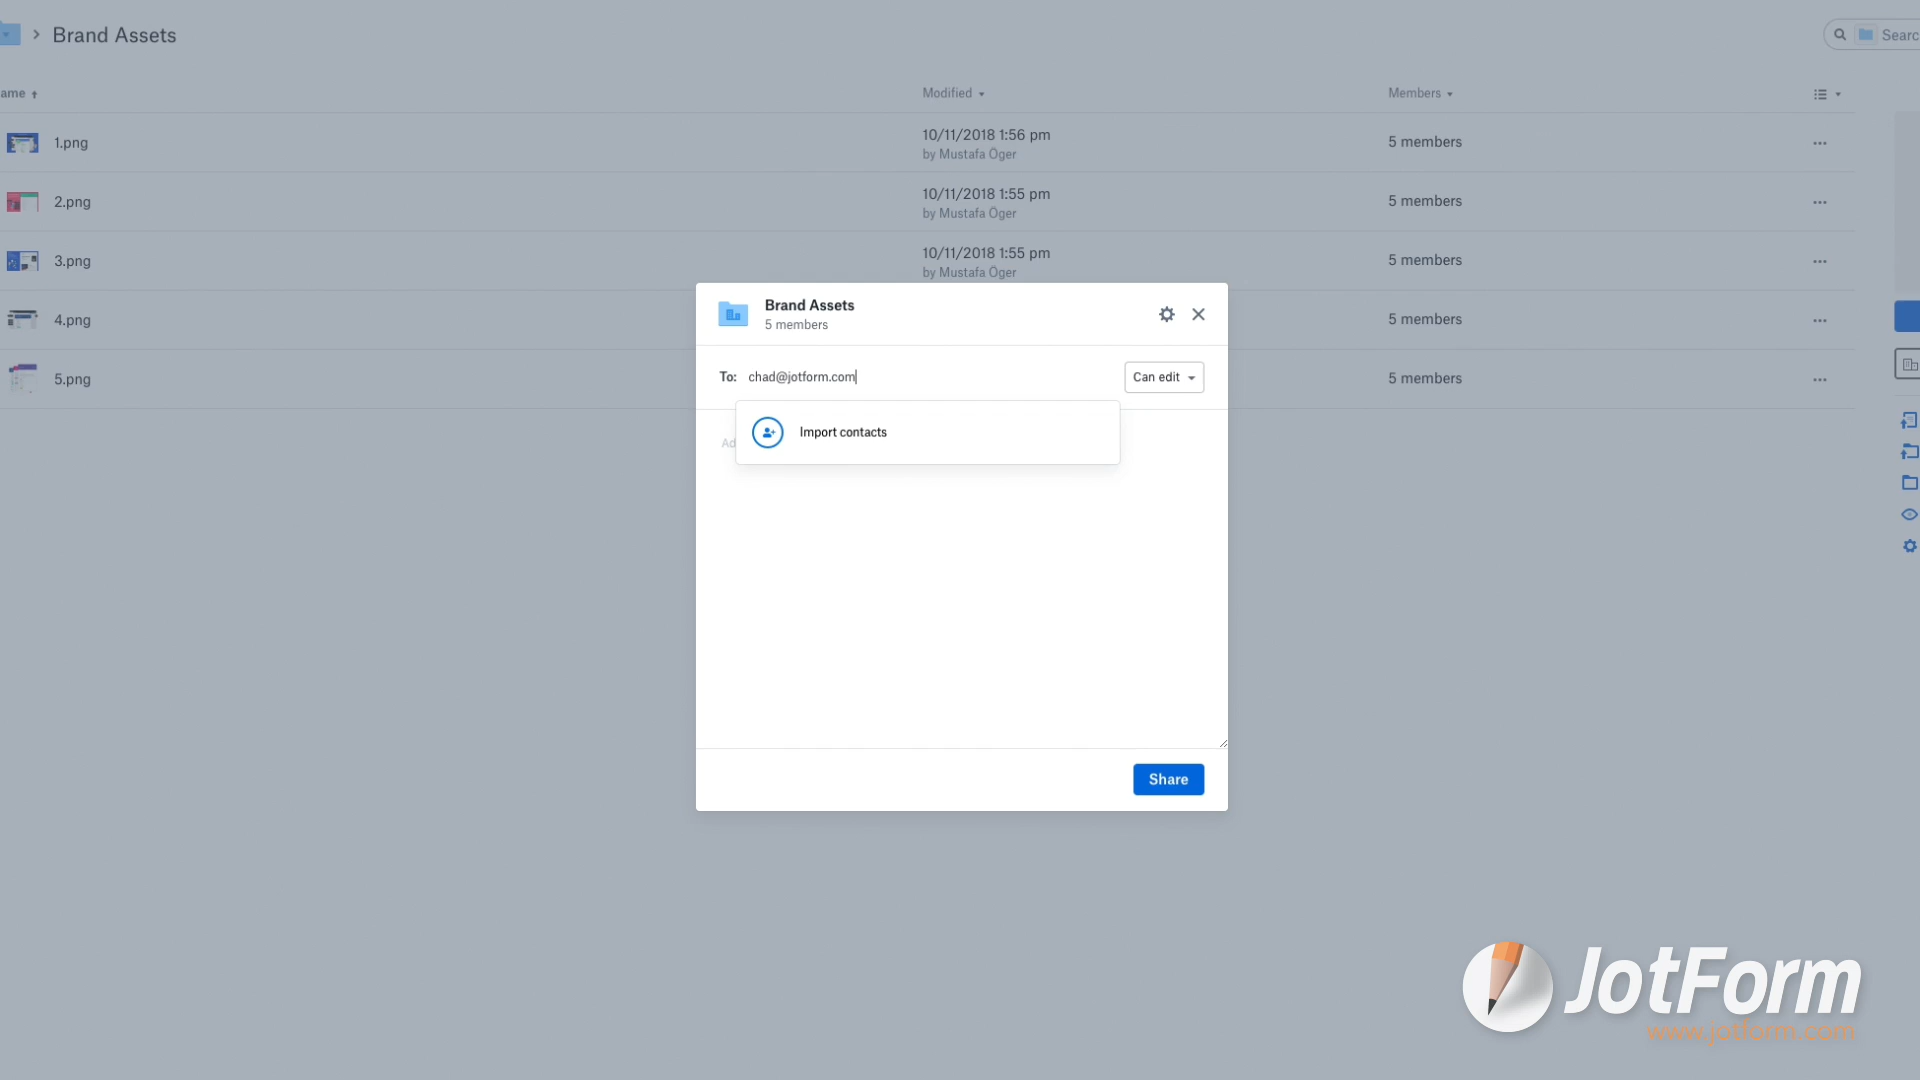 Brand Assets
Searc
ame
Modified
Members
1.png
10/11/2018 1:56 pm
by Mustafa Öger
5 members
2.png
10/11/2018 1:55 pm
by Mustafa Öger
5 members
3.png
10/11/2018 1:55 pm
by Mustafa Öger
5 members
4.png
5 members
5.png
5 members
Brand Assets
5 members
To: chad@jotform.com
Can edit
Import contacts
Ad
Share
JotForm
www.jotform.com